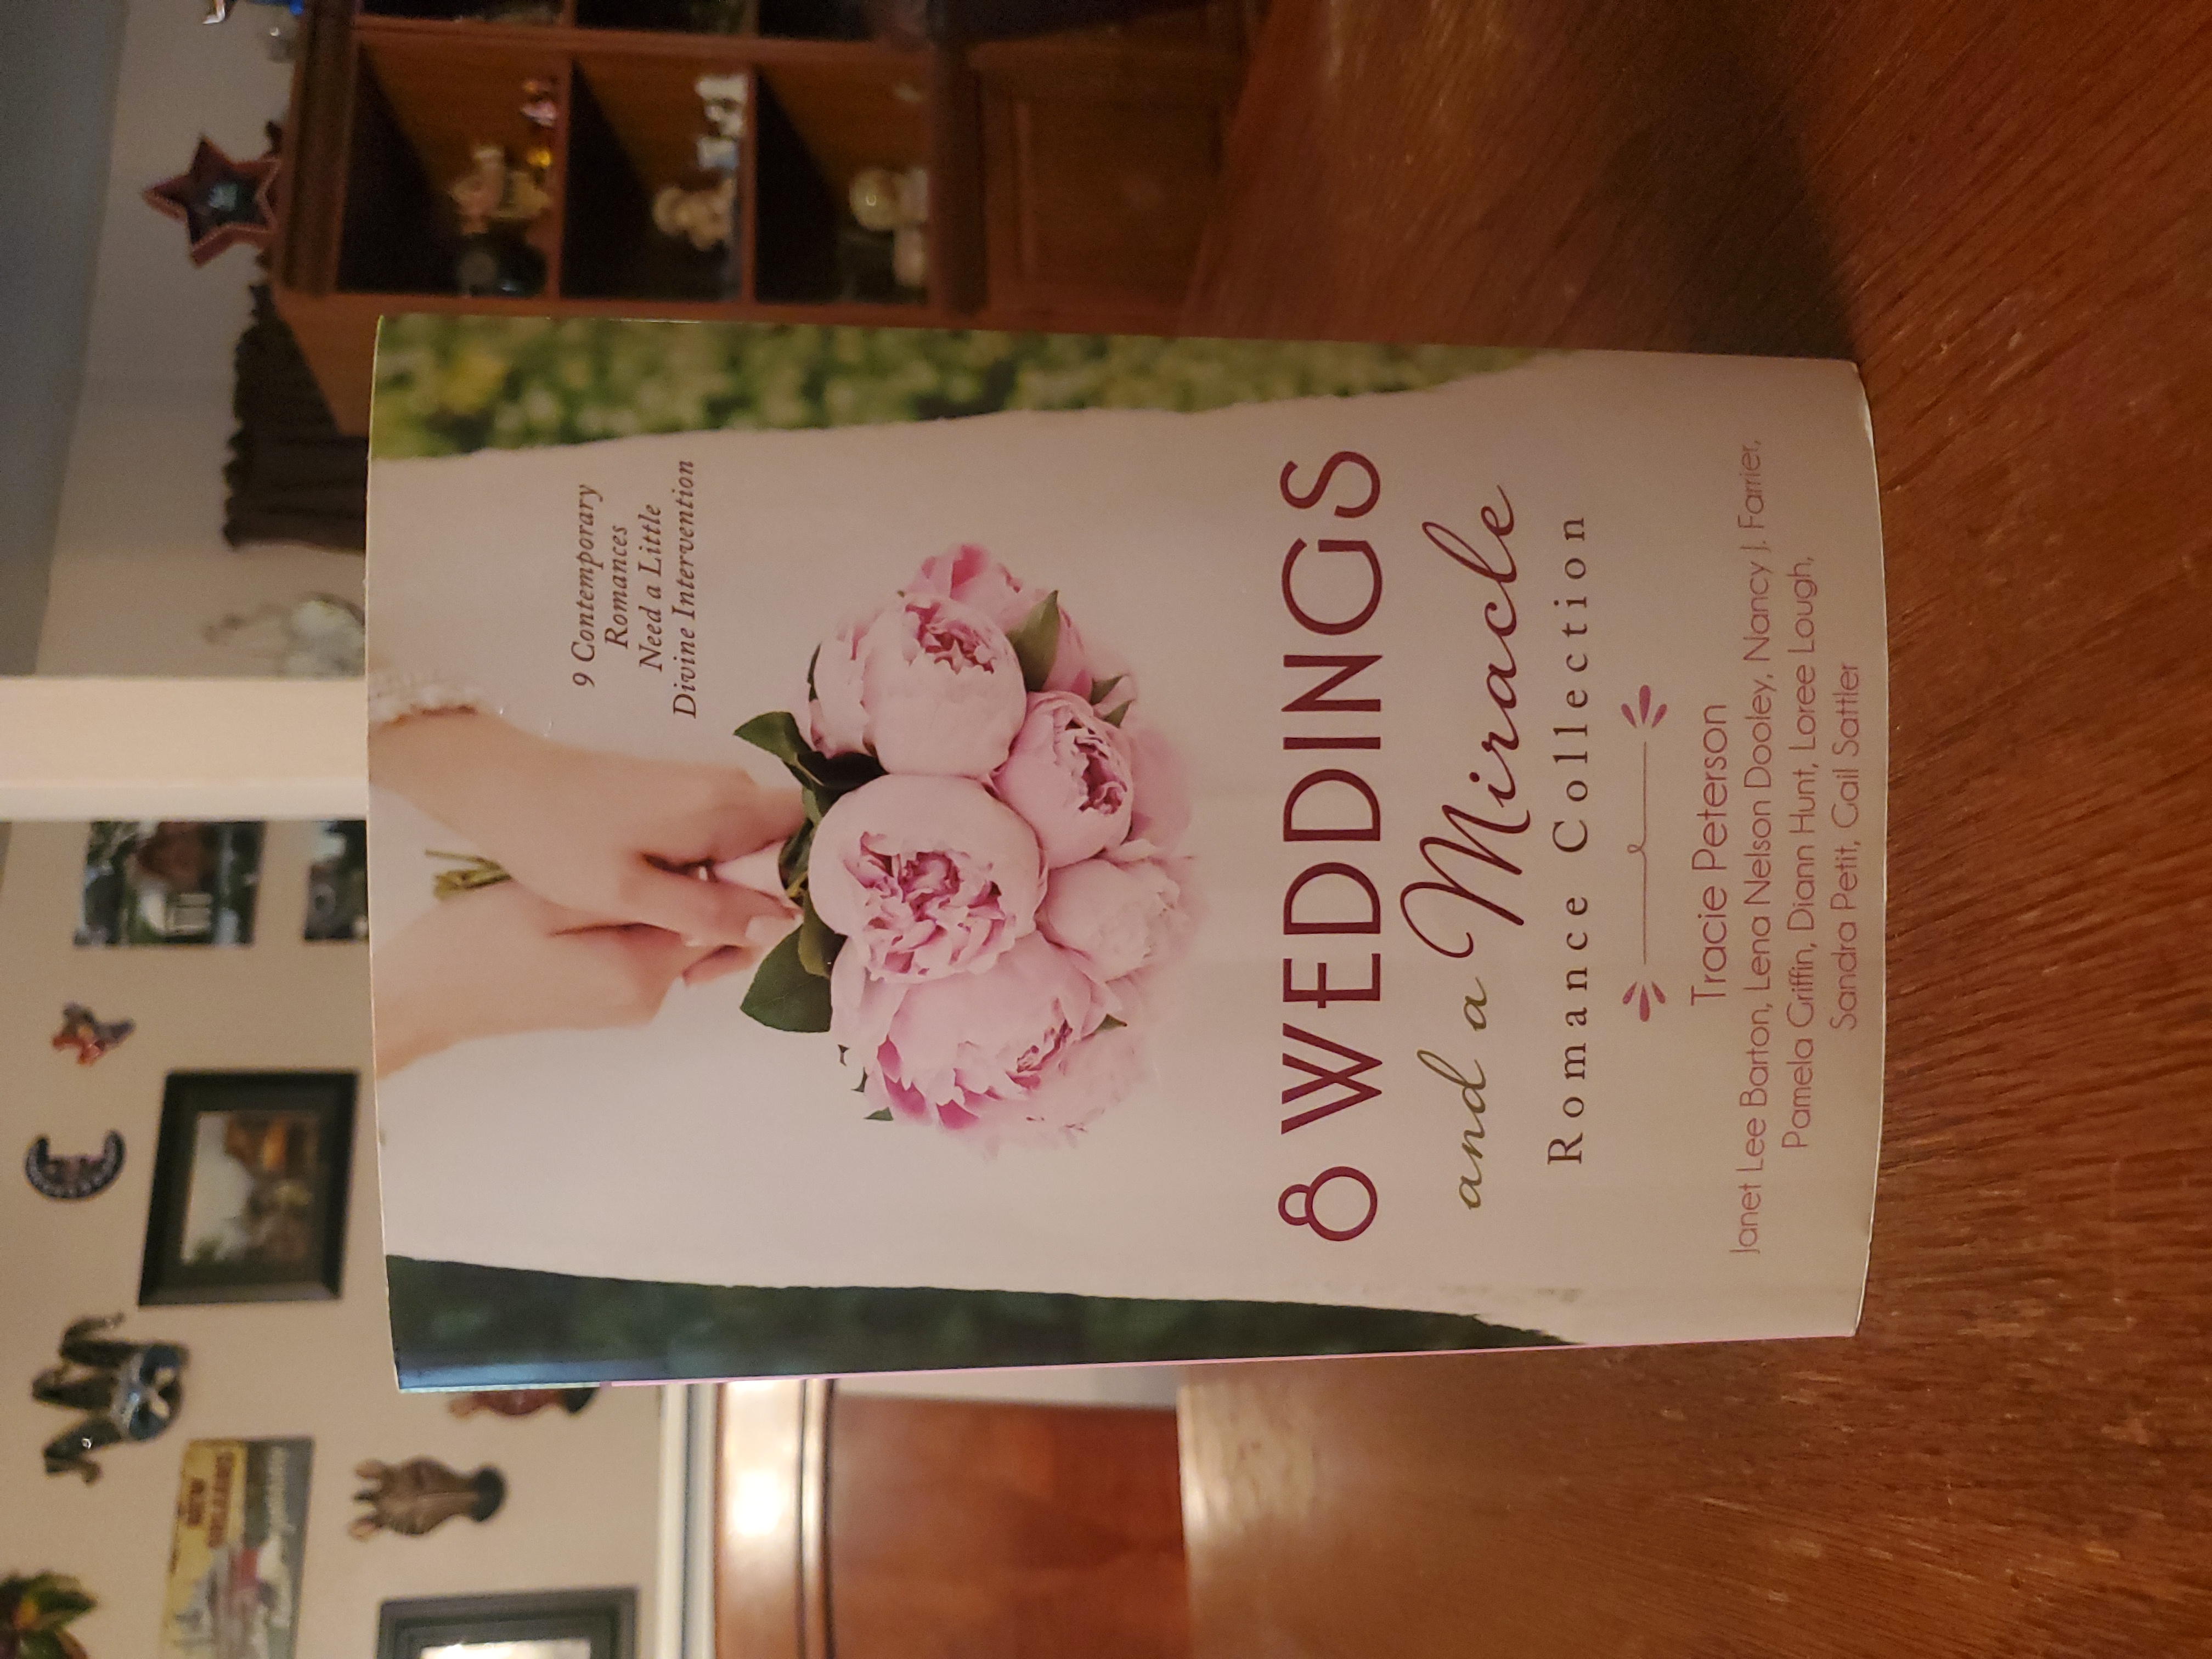 9 Contemporary
Romances
Need a Little
Divine Intervention
8 WEDDINGS
and a Miracle
Romance Collection
Tracie Peterson
Janet Lee Barton, Lena Nelson Dooley, Nancy J. Farrier,
Pamela Griffin, Diann Hunt, Loree Lough,
Sandra Petit, Gail Sattler